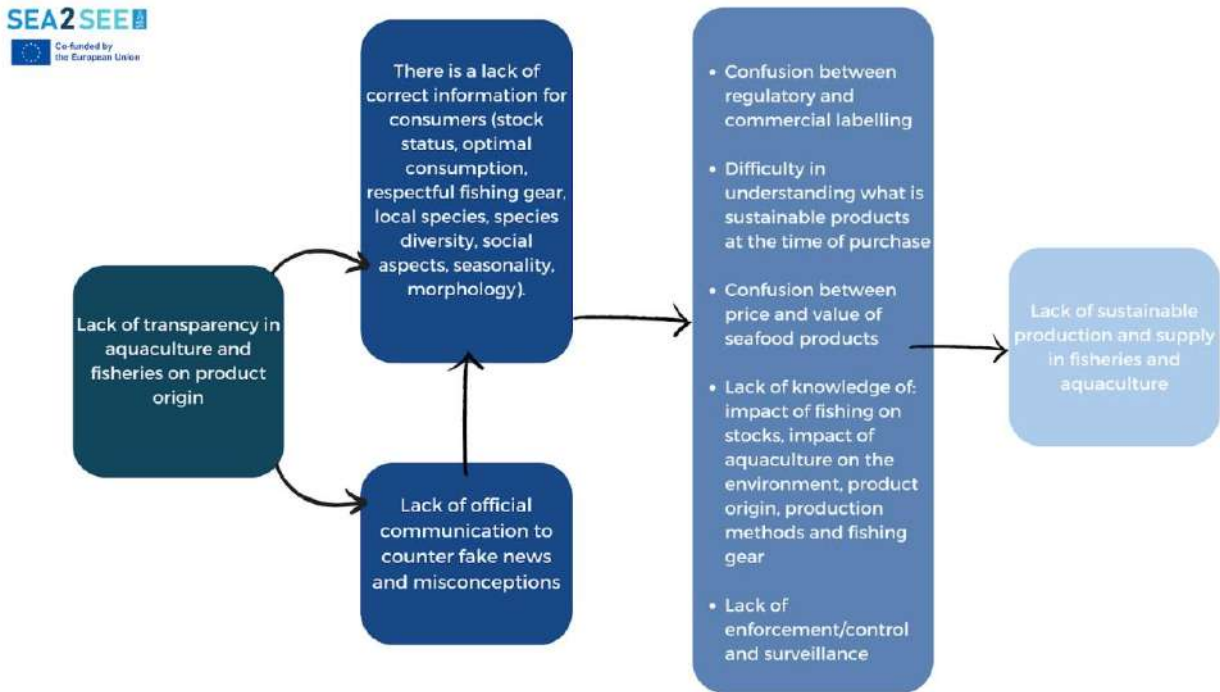 SEA2SEE
Co-funded by
the European Union
Lack of transparency in
aquaculture and
fisheries on product
origin
There is a lack of
correct information for
consumers (stock
status, optimal
consumption,
respectful fishing gear,
local species, species
diversity, social
aspects, seasonality,
morphology).
Lack of official
communication to
counter fake news
and misconceptions
• Confusion between
regulatory and
commercial labelling
• Difficulty in
understanding what is
sustainable products
at the time of purchase
• Confusion between
price and value of
seafood products
• Lack of knowledge of:
impact of fishing on
stocks, impact of
aquaculture on the
environment, product
origin, production
methods and fishing
gear
• Lack of
enforcement/control
and surveillance
Lack of sustainable
production and supply
in fisheries and
aquaculture